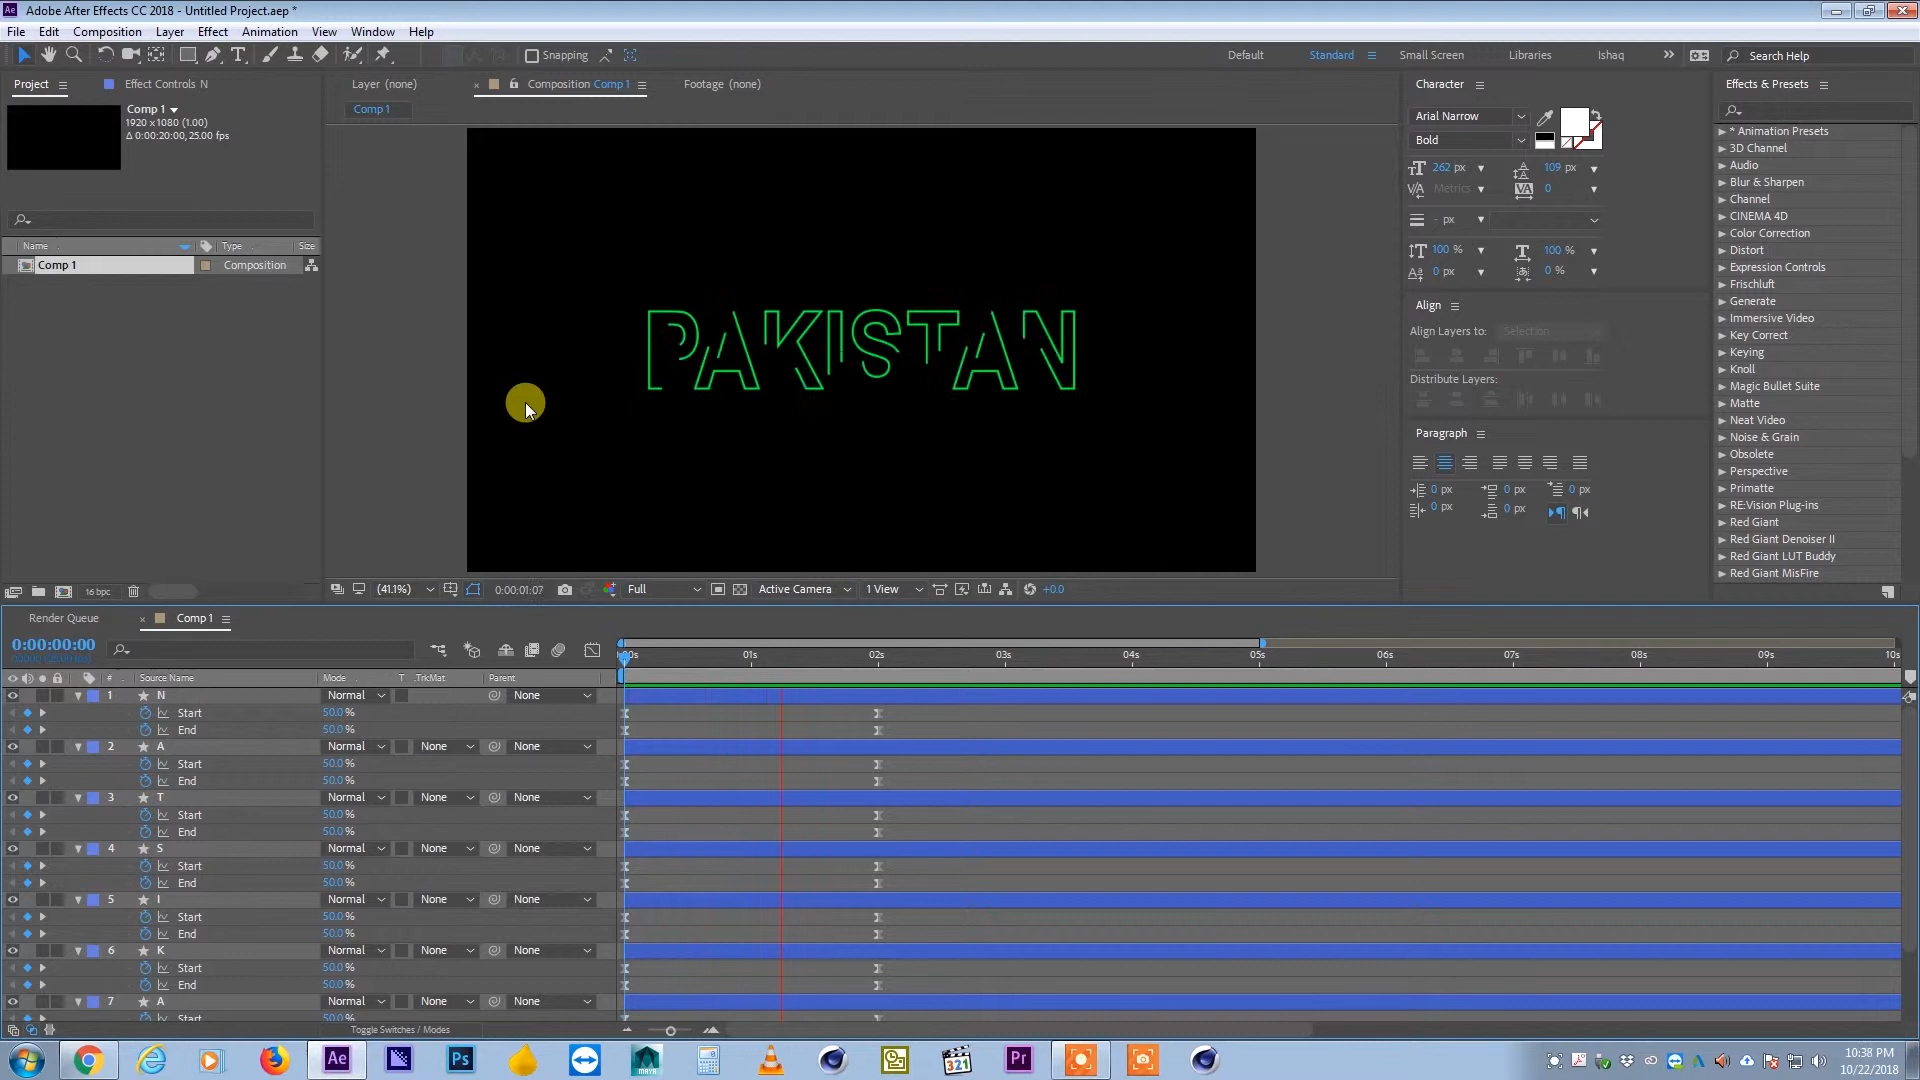 Adobe After Effects CC 2018 - Untitled Project.aep *
File Edit Composition Layer Effect Animation View Window Help
Snapping
Default Standard Small Screen Libraries Ishaq Search Help
Project Effect Controls N
Comp 1
1920 x 1080 (1.00)
Δ 0:00:20:00, 25.00 fps
Name Type Size
Comp 1 Composition
16 bpc
Layer (none) Composition Comp 1 Footage (none)
Comp 1
PAKISTAN
(41.1%) 0:00:01:07 Full Active Camera 1 View +0.0
Character
Arial Narrow
Bold
262 px 109 px
Metrics 0
- px
100 % 100 %
0 px 0 %
Align
Align Layers to: Selection
Distribute Layers:
Paragraph
0 px 0 px 0 px
0 px 0 px
Effects & Presets
* Animation Presets
3D Channel
Audio
Blur & Sharpen
Channel
CINEMA 4D
Color Correction
Distort
Expression Controls
Frischluft
Generate
Immersive Video
Key Correct
Keying
Knoll
Magic Bullet Suite
Matte
Neat Video
Noise & Grain
Obsolete
Perspective
Primatte
RE:Vision Plug-ins
Red Giant
Red Giant Denoiser II
Red Giant LUT Buddy
Red Giant MisFire
Render Queue Comp 1
0:00:00:00
01s 02s 03s 04s 05s 06s 07s 08s 09s 10s
# Source Name Mode T .TrkMat Parent
1 N Normal None
Start 50.0 %
End 50.0 %
2 A Normal None None
Start 50.0 %
End 50.0 %
3 T Normal None None
Start 50.0 %
End 50.0 %
4 S Normal None None
Start 50.0 %
End 50.0 %
5 I Normal None None
Start 50.0 %
End 50.0 %
6 K Normal None None
Start 50.0 %
End 50.0 %
7 A Normal None None
Start 50.0 %
Toggle Switches / Modes
Ae Ps MAYA 321 Pr
10:38 PM
10/22/2018